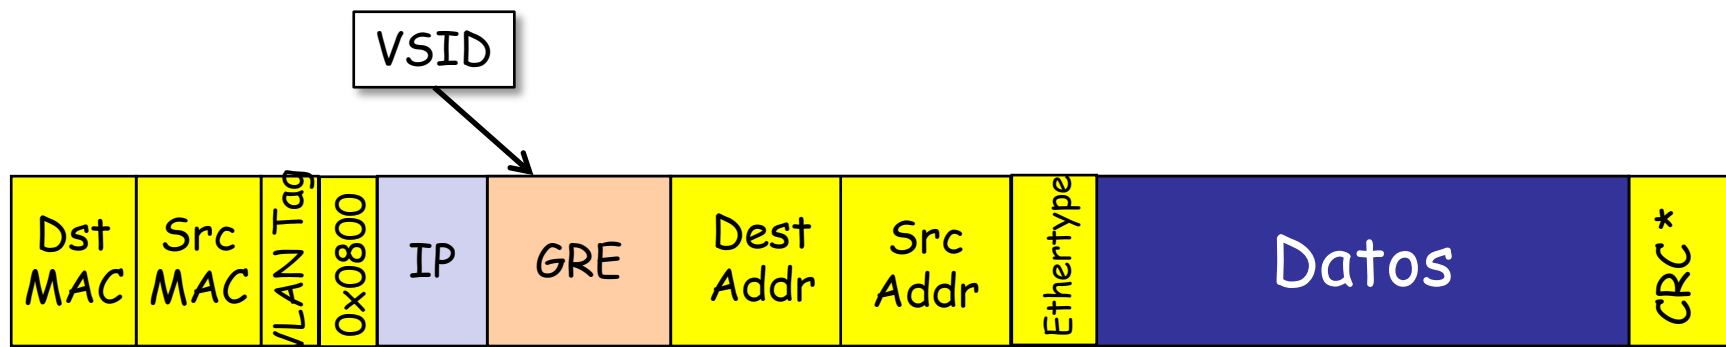 VSID
Dst
MAC
Src
MAC
VLAN Tag
0x0800
IP
GRE
Dest
Addr
Src
Addr
Ethertype
Datos
CRC *